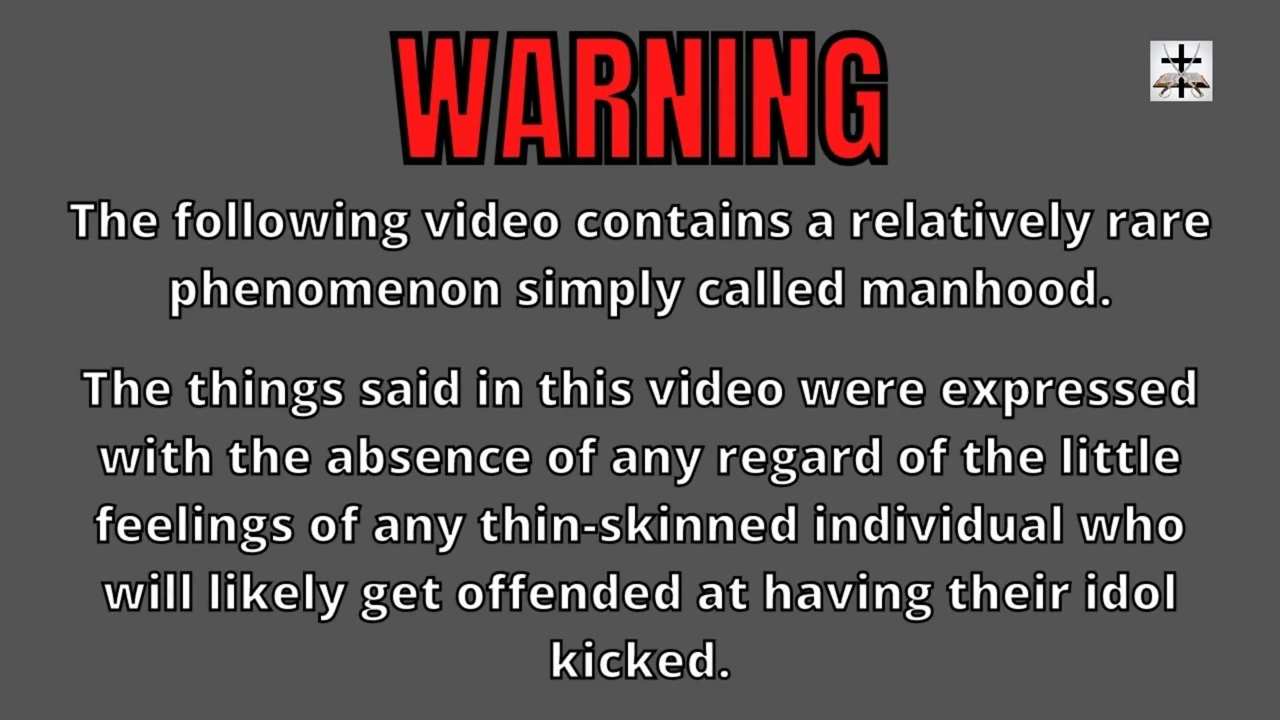 WARNING
The following video contains a relatively rare
phenomenon simply called manhood.
The things said in this video were expressed
with the absence of any regard of the little
feelings of any thin-skinned individual who
will likely get offended at having their idol
kicked.